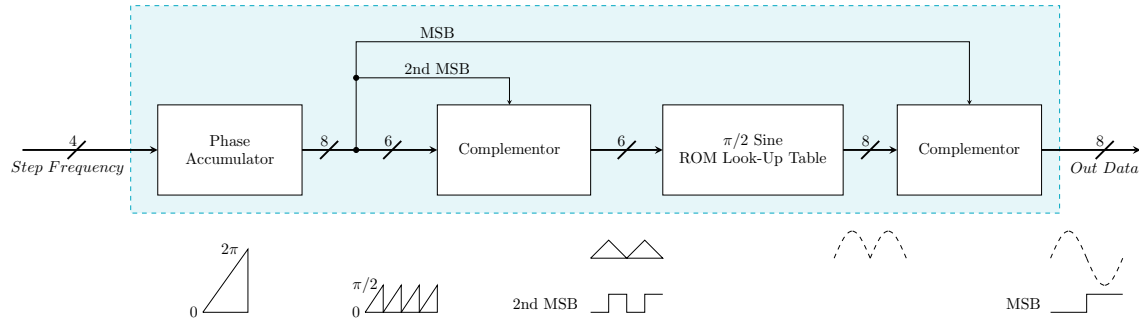 MSB
2nd MSB
4
Step Frequency
Phase
Accumulator
8
6
Complementor
6
π/2 Sine
ROM Look-Up Table
8
Complementor
8
Out Data
2π
0
π/2
0
2nd MSB
MSB